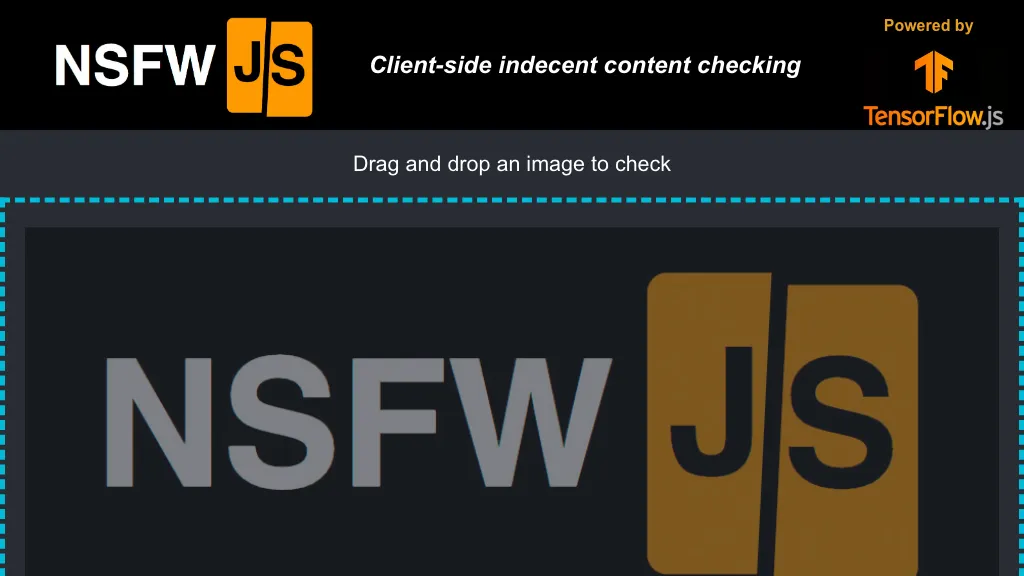 Powered by
NSFW JS
Client-side indecent content checking
TensorFlow.js
Drag and drop an image to check
NSFW JS